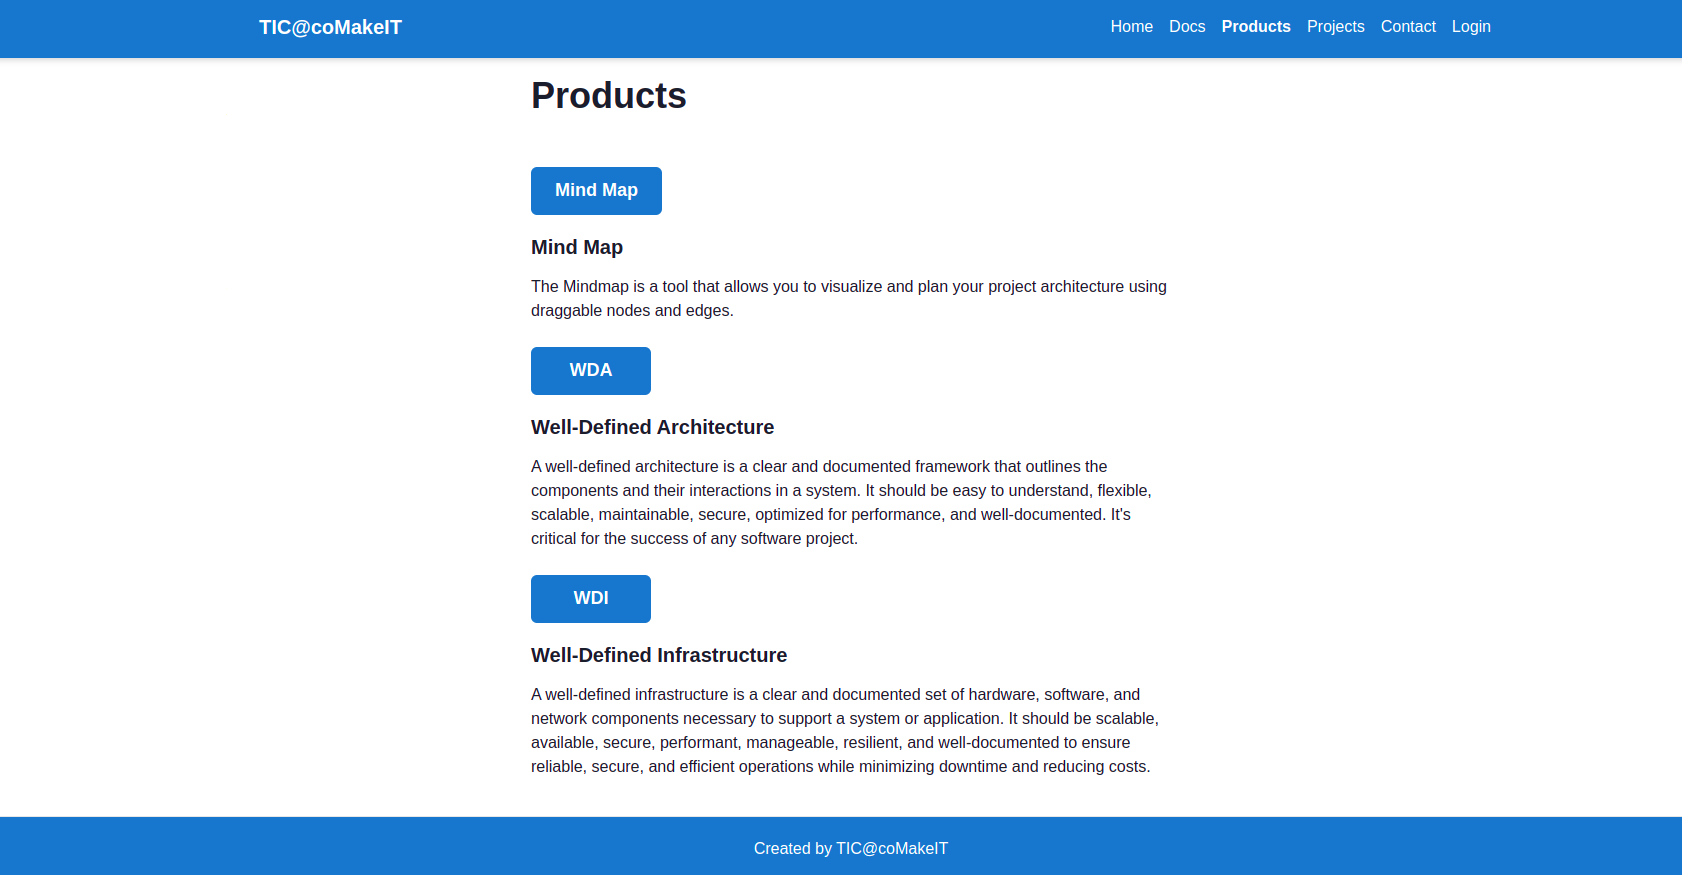 TIC@coMakeIT
Home Docs Products Projects Contact Login
Products
Mind Map
Mind Map
The Mindmap is a tool that allows you to visualize and plan your project architecture using
draggable nodes and edges.
WDA
Well-Defined Architecture
A well-defined architecture is a clear and documented framework that outlines the
components and their interactions in a system. It should be easy to understand, flexible,
scalable, maintainable, secure, optimized for performance, and well-documented. It's
critical for the success of any software project.
WDI
Well-Defined Infrastructure
A well-defined infrastructure is a clear and documented set of hardware, software, and
network components necessary to support a system or application. It should be scalable,
available, secure, performant, manageable, resilient, and well-documented to ensure
reliable, secure, and efficient operations while minimizing downtime and reducing costs.
Created by TIC@coMakeIT